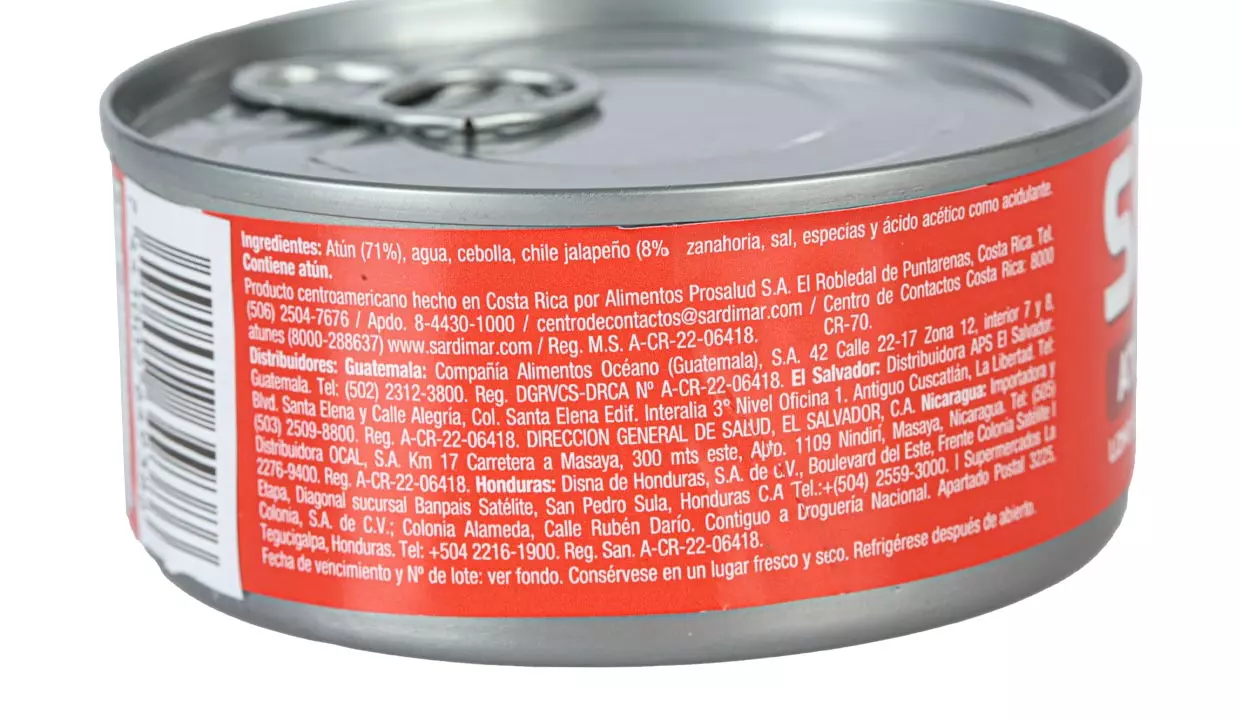 Ingredientes: Atún (71%), agua, cebolla, chile jalapeño (8% zanahoria, sal, especias y ácido acético como acidulante.
Contiene atún.
Producto centroamericano hecho en Costa Rica por Alimentos Prosalud S.A. El Robledal de Puntarenas, Costa Rica. Tel.
(506) 2504-7676 / Apdo. 8-4430-1000 / centrodecontactos@sardimar.com / Centro de Contactos Costa Rica: 8000
atunes (8000-288637) www.sardimar.com / Reg. M.S. A-CR-22-06418. CR-70.
Distribuidores: Guatemala: Compañía Alimentos Océano (Guatemala), S.A. 42 Calle 22-17 Zona 12, interior 7 y 8,
Guatemala. Tel: (502) 2312-3800. Reg. DGRVCS-DRCA Nº A-CR-22-06418. El Salvador: Distribuidora APS El Salvador:
Blvd. Santa Elena y Calle Alegría, Col. Santa Elena Edif. Interalia 3º Nivel Oficina 1. Antiguo Cuscatlán, La Libertad. Tel:
(503) 2509-8800. Reg. A-CR-22-06418. DIRECCION GENERAL DE SALUD, EL SALVADOR, C.A. Nicaragua: Importadora y
Distribuidora OCAL, S.A. Km 17 Carretera a Masaya, 300 mts este, Apto. 1109 Nindirí, Masaya, Nicaragua. Tel: (505)
2276-9400. Reg. A-CR-22-06418. Honduras: Disna de Honduras, S.A. de c.V., Boulevard del Este, Frente Colonia Satélite I
Etapa, Diagonal sucursal Banpais Satélite, San Pedro Sula, Honduras C.A Tel.:+(504) 2559-3000. I Supermercados La
Colonia, S.A. de C.V.; Colonia Alameda, Calle Rubén Darío. Contiguo a Droguería Nacional. Apartado Postal 3225.
Tegucigalpa, Honduras. Tel: +504 2216-1900. Reg. San. A-CR-22-06418.
Fecha de vencimiento y Nº de lote: ver fondo. Consérvese en un lugar fresco y seco. Refrigérese después de abierto.